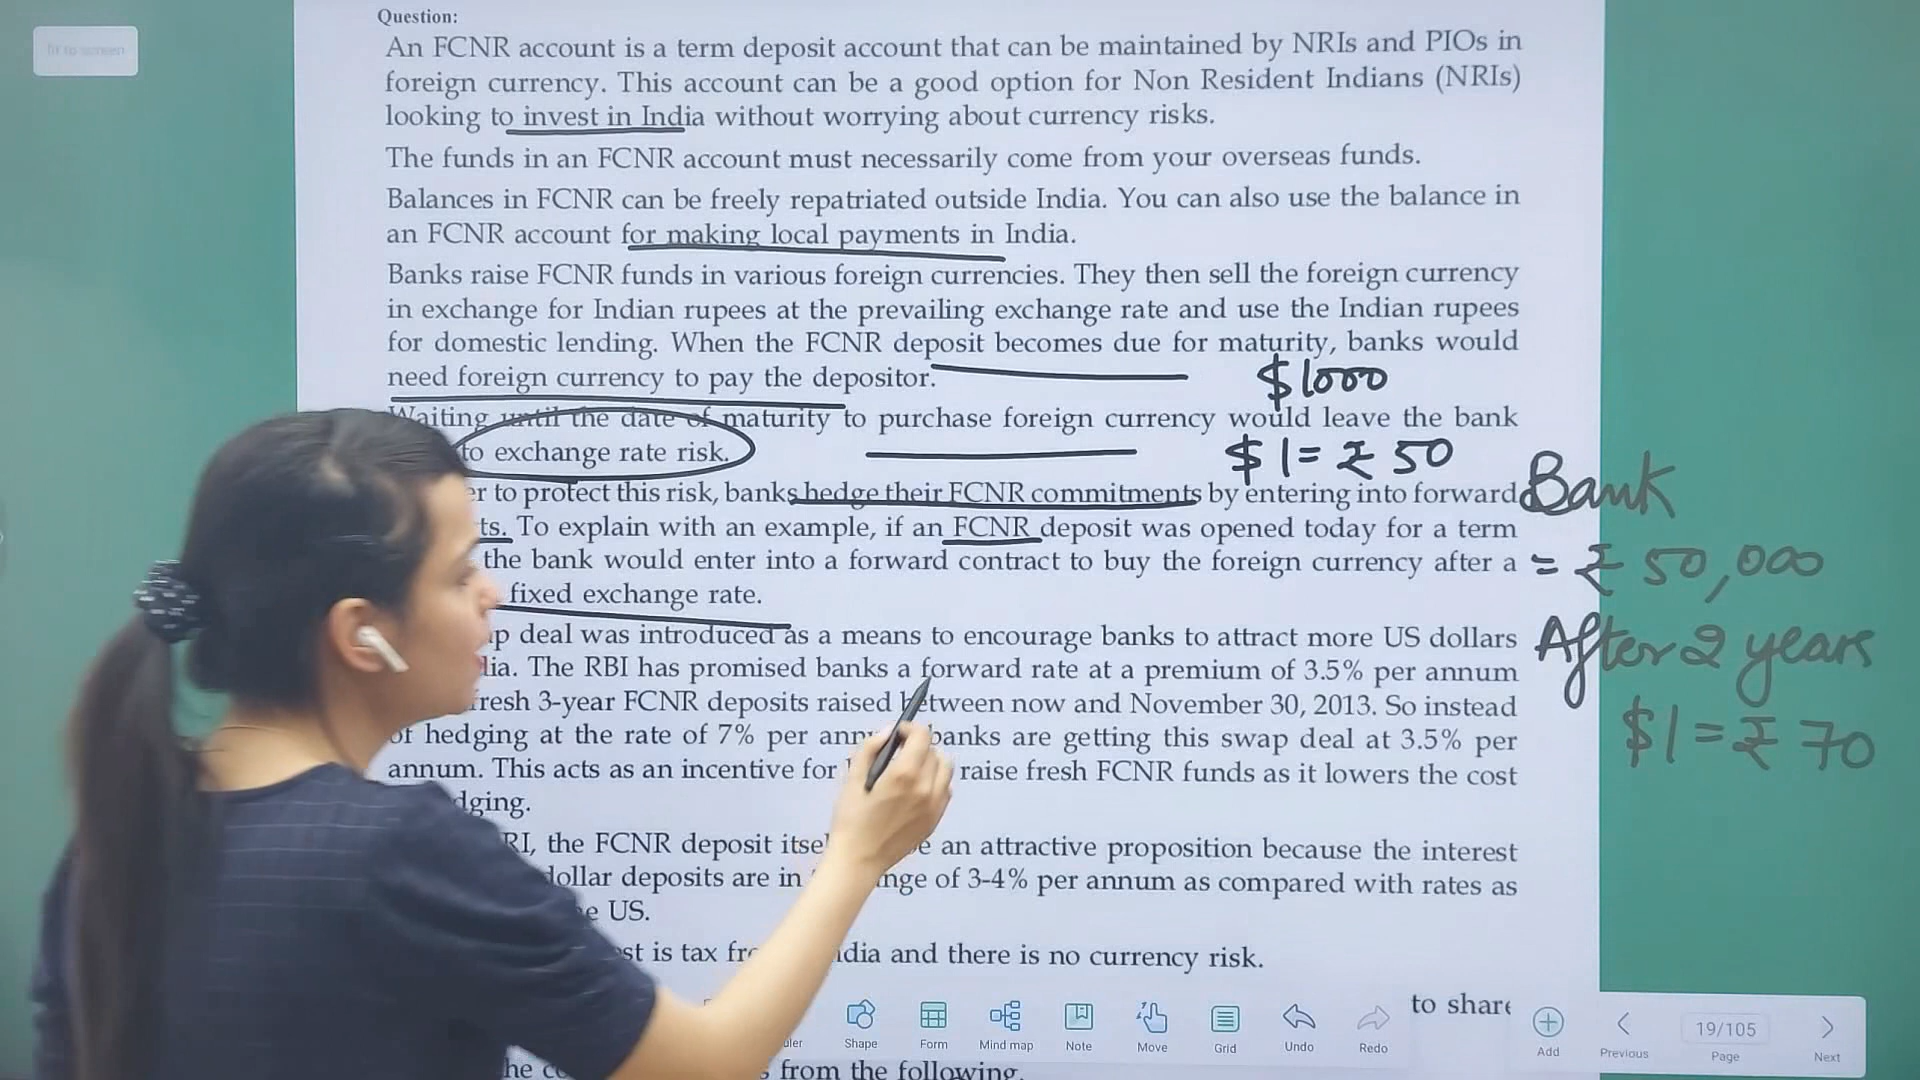 fit to screen
Question:
An FCNR account is a term deposit account that can be maintained by NRIs and PIOs in
foreign currency. This account can be a good option for Non Resident Indians (NRIs)
looking to invest in India without worrying about currency risks.
The funds in an FCNR account must necessarily come from your overseas funds.
Balances in FCNR can be freely repatriated outside India. You can also use the balance in
an FCNR account for making local payments in India.
Banks raise FCNR funds in various foreign currencies. They then sell the foreign currency
in exchange for Indian rupees at the prevailing exchange rate and use the Indian rupees
for domestic lending. When the FCNR deposit becomes due for maturity, banks would
need foreign currency to pay the depositor.
$1000
Waiting until the date of maturity to purchase foreign currency would leave the bank
to exchange rate risk.
$1=₹50
to protect this risk, banks hedge their FCNR commitments by entering into forward
To explain with an example, if an FCNR deposit was opened today for a term
the bank would enter into a forward contract to buy the foreign currency after a
fixed exchange rate.
Bank
=₹50,000
After 2 years
$1=₹70
deal was introduced as a means to encourage banks to attract more US dollars
The RBI has promised banks a forward rate at a premium of 3.5% per annum
fresh 3-year FCNR deposits raised between now and November 30, 2013. So instead
of hedging at the rate of 7% per banks are getting this swap deal at 3.5% per
annum. This acts as an incentive for raise fresh FCNR funds as it lowers the cost
the FCNR deposit an attractive proposition because the interest
dollar deposits are in of 3-4% per annum as compared with rates as
US.
is tax and there is no currency risk.
to share
from the following.
Shape
Form
Mind map
Note
Move
Grid
Undo
Redo
Add
Previous
19/105
Page
Next